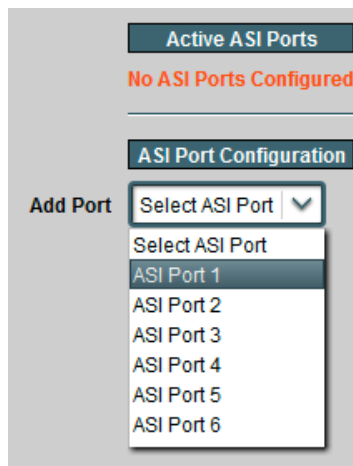 Active ASI Ports
No ASI Ports Configured
ASI Port Configuration
Add Port Select ASI Port
Select ASI Port
ASI Port 1
ASI Port 2
ASI Port 3
ASI Port 4
ASI Port 5
ASI Port 6